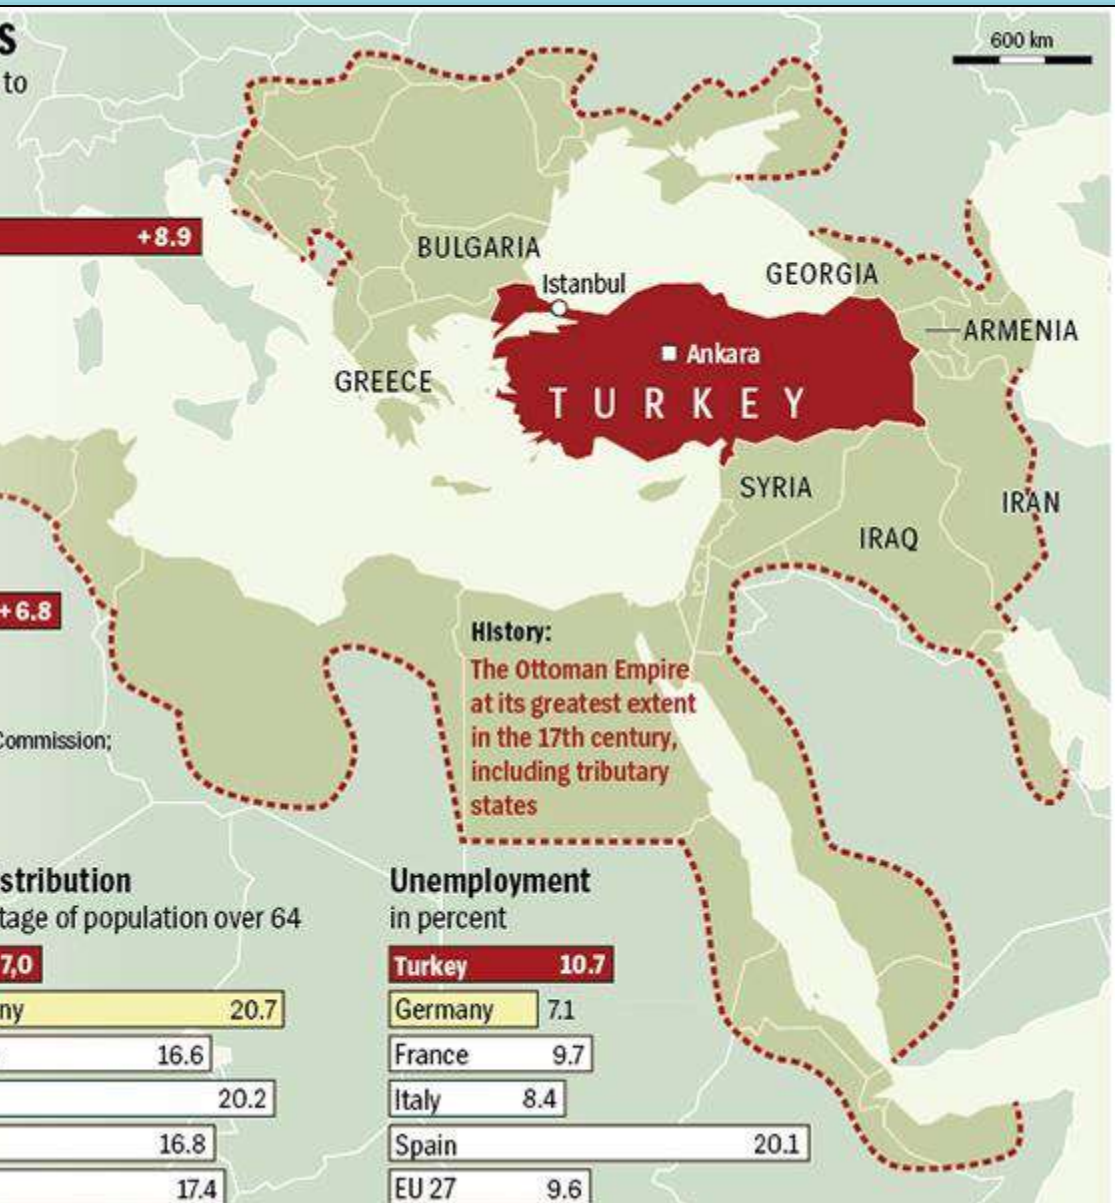 s
to
600 km
+8.9
BULGARIA
Istanbul
GEORGIA
ARMENIA
Ankara
GREECE
TURKEY
SYRIA
IRAN
IRAQ
+6.8
History:
The Ottoman Empire
at its greatest extent
in the 17th century,
including tributary
states
Commission;
stribution
tage of population over 64
7,0
ny 20.7
16.6
20.2
16.8
17.4
Unemployment
in percent
Turkey 10.7
Germany 7.1
France 9.7
Italy 8.4
Spain 20.1
EU 27 9.6